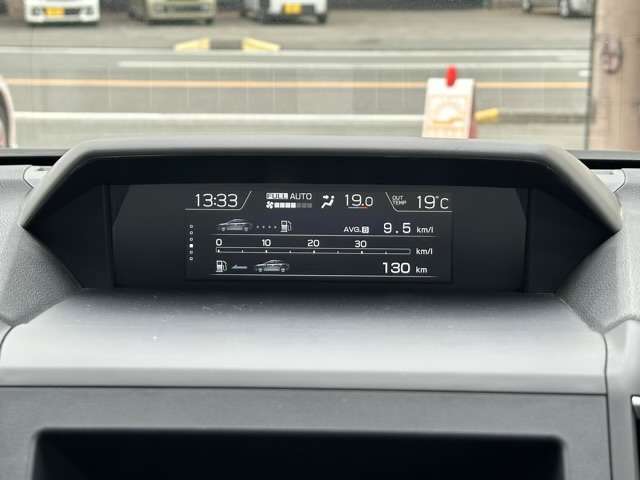 13:33 FULL AUTO 19.0 OUT TEMP 19°C
AVG.B 9.5 km/l
0 10 20 30 km/l
130 km